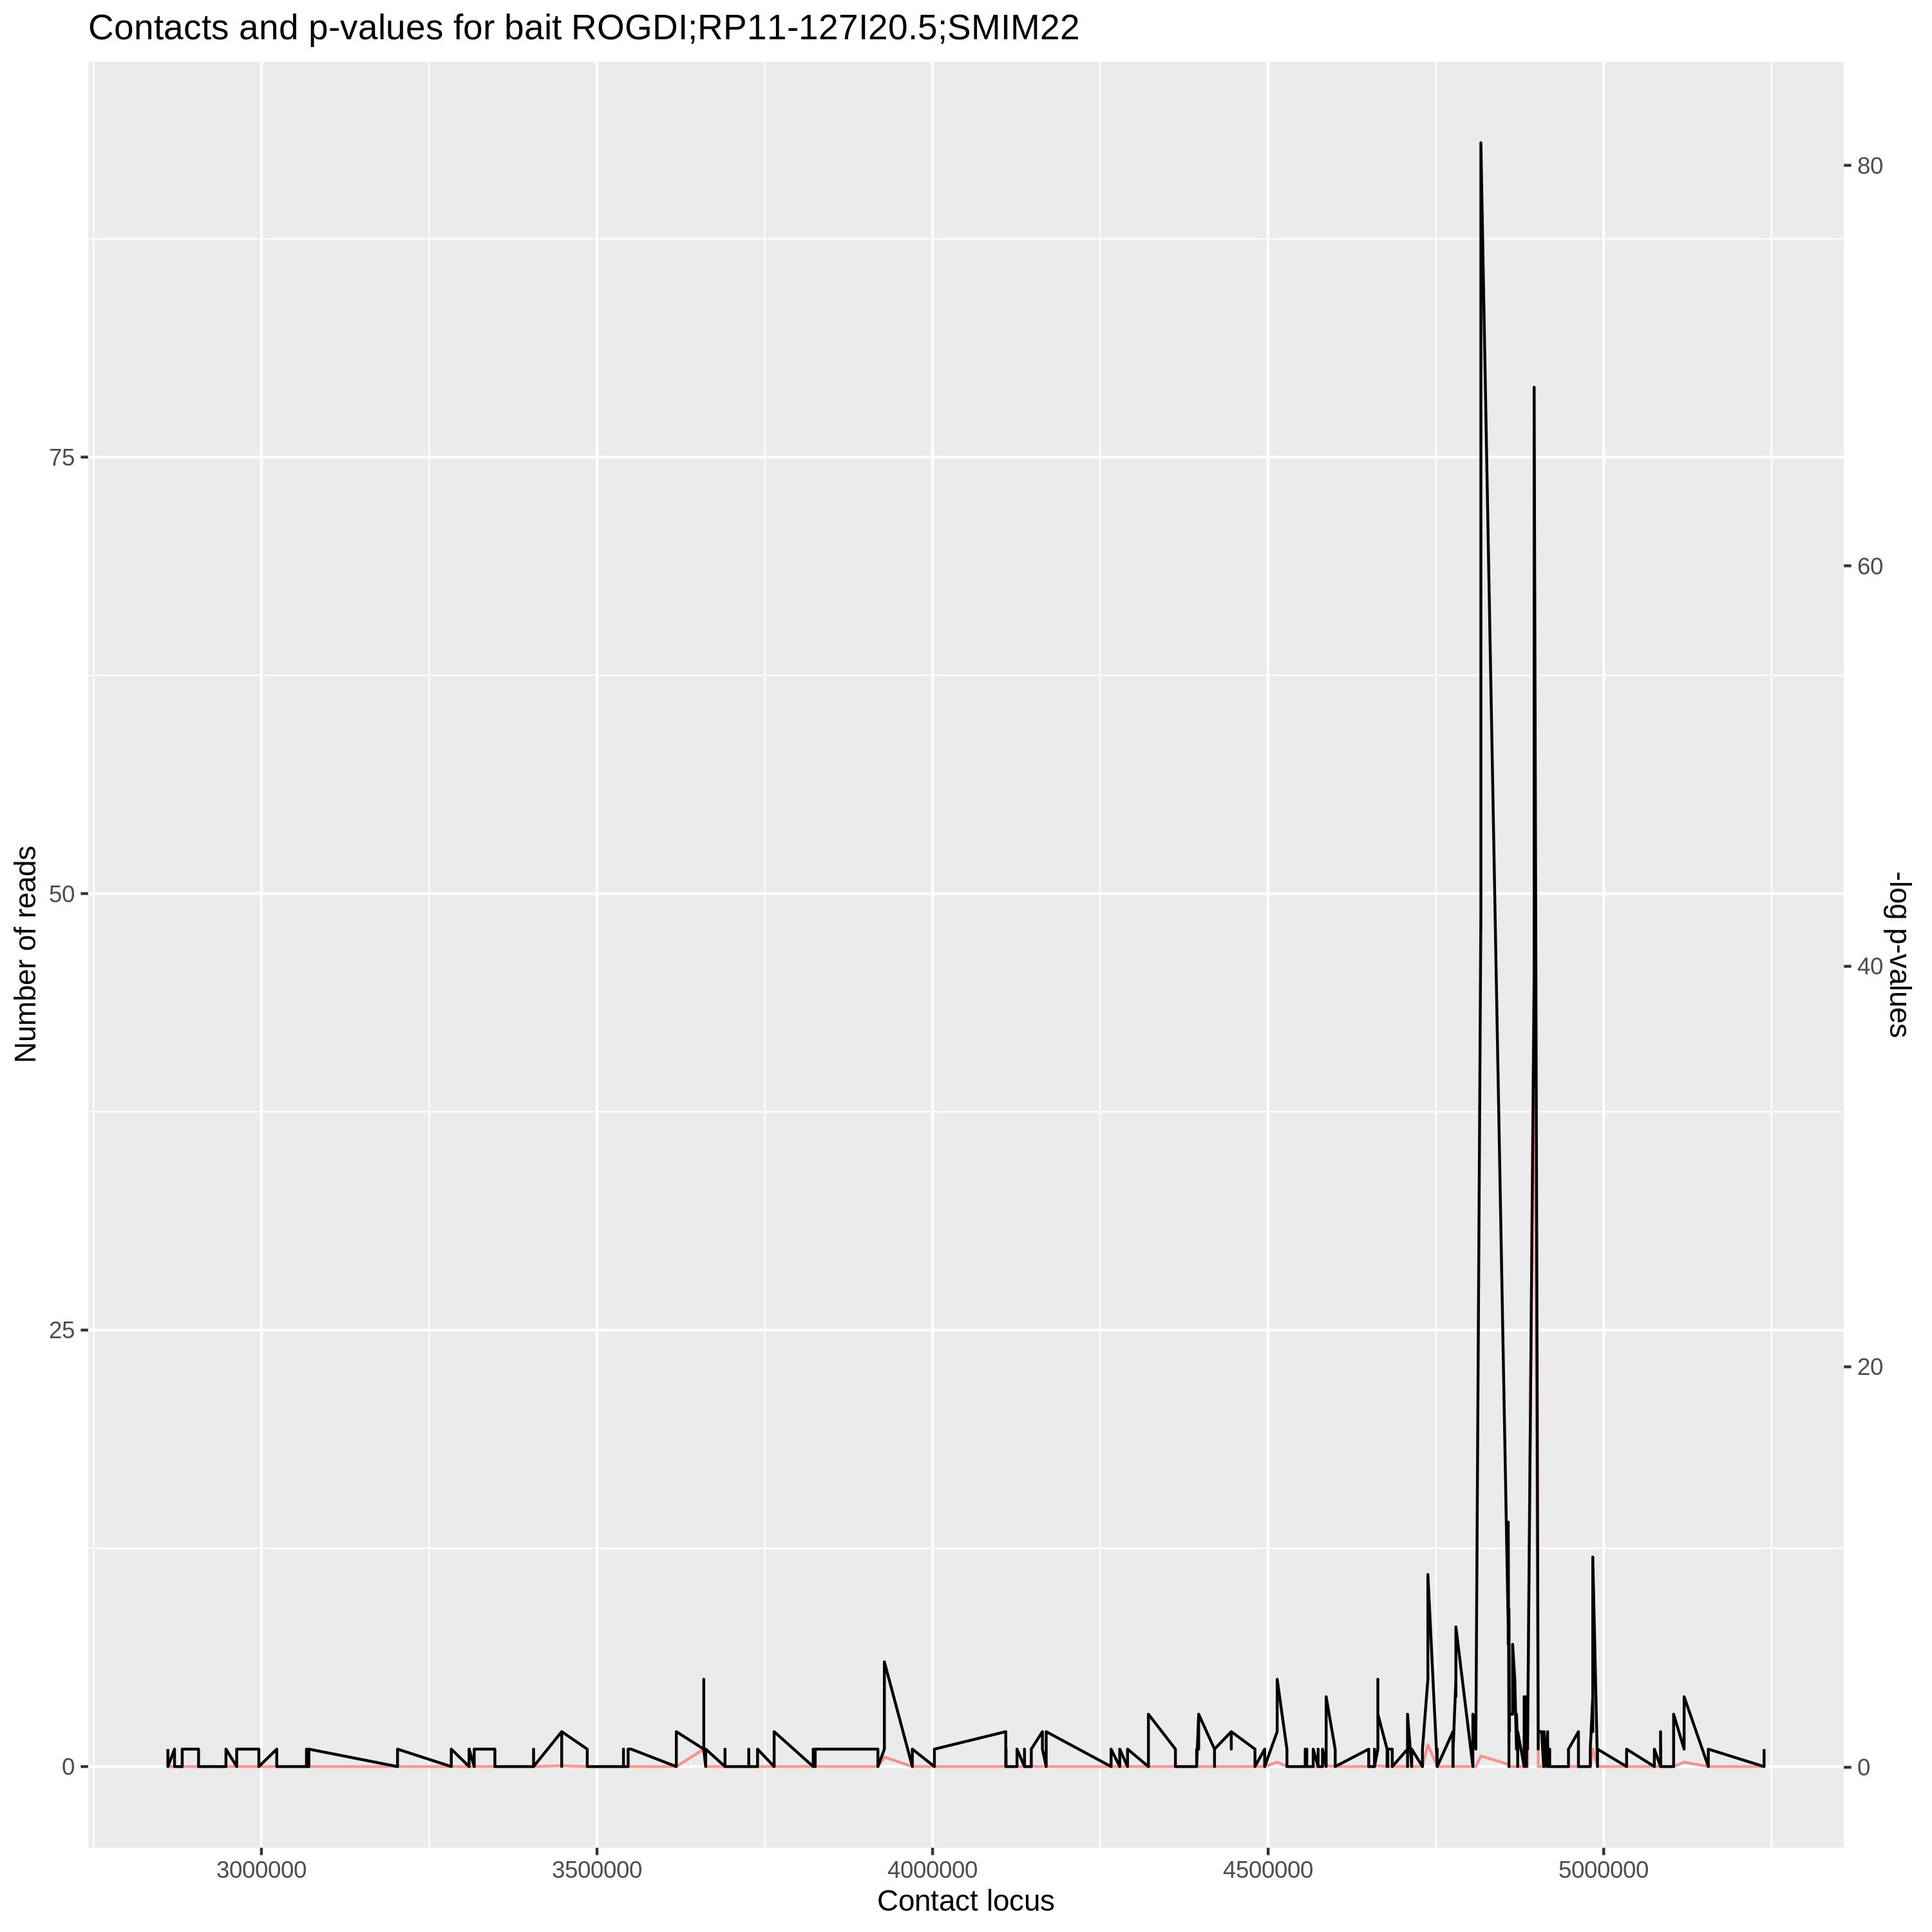 Contacts and p-values for bait ROGDI;RP11-127I20.5;SMIM22
80
75
60
50
Number of reads
-log p-values
40
25
20
0
0
3000000 3500000 4000000 4500000 5000000
Contact locus